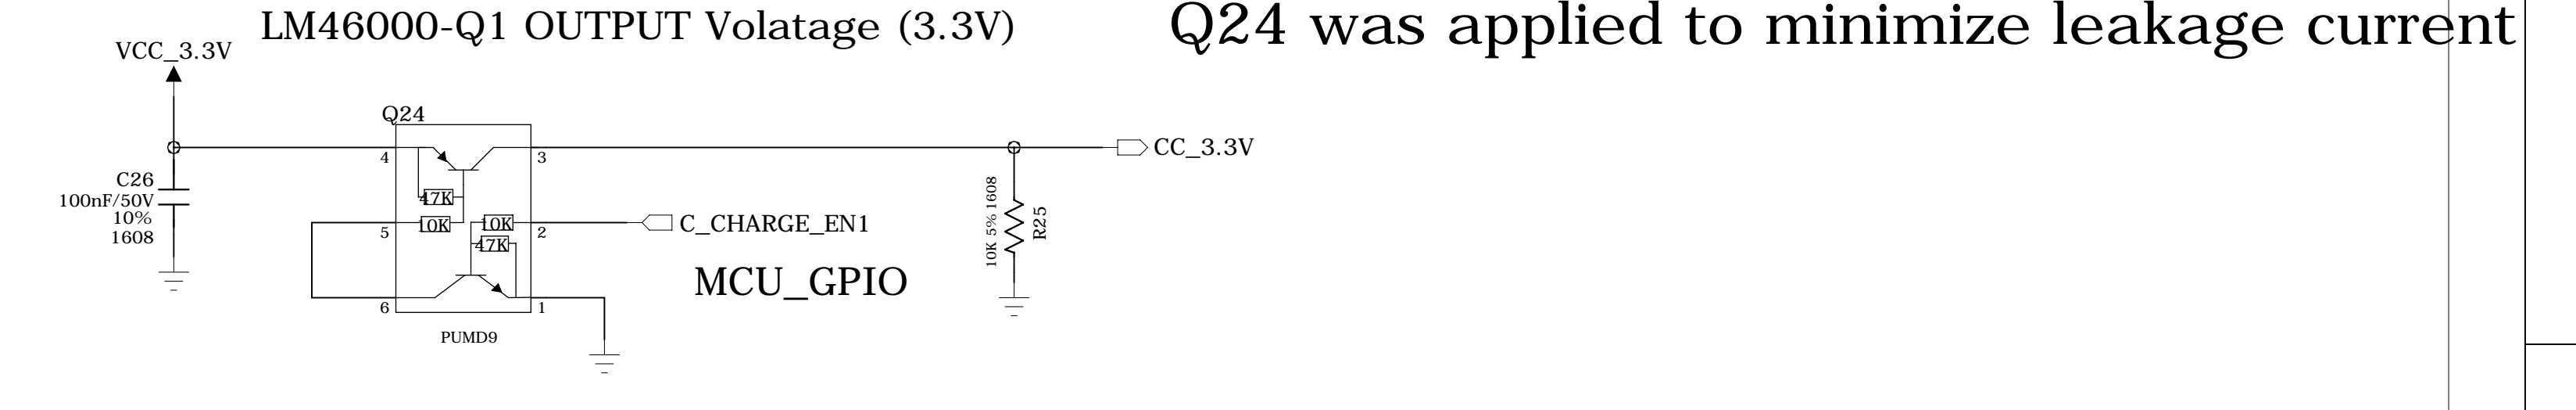 LM46000-Q1 OUTPUT Volatage (3.3V)
Q24 was applied to minimize leakage current
VCC_3.3V
Q24
4
3
CC_3.3V
C26
100nF/50V
10%
1608
47K
10K
10K
5
2
C_CHARGE_EN1
47K
10K 5% 1608
R25
MCU_GPIO
6
1
PUMD9